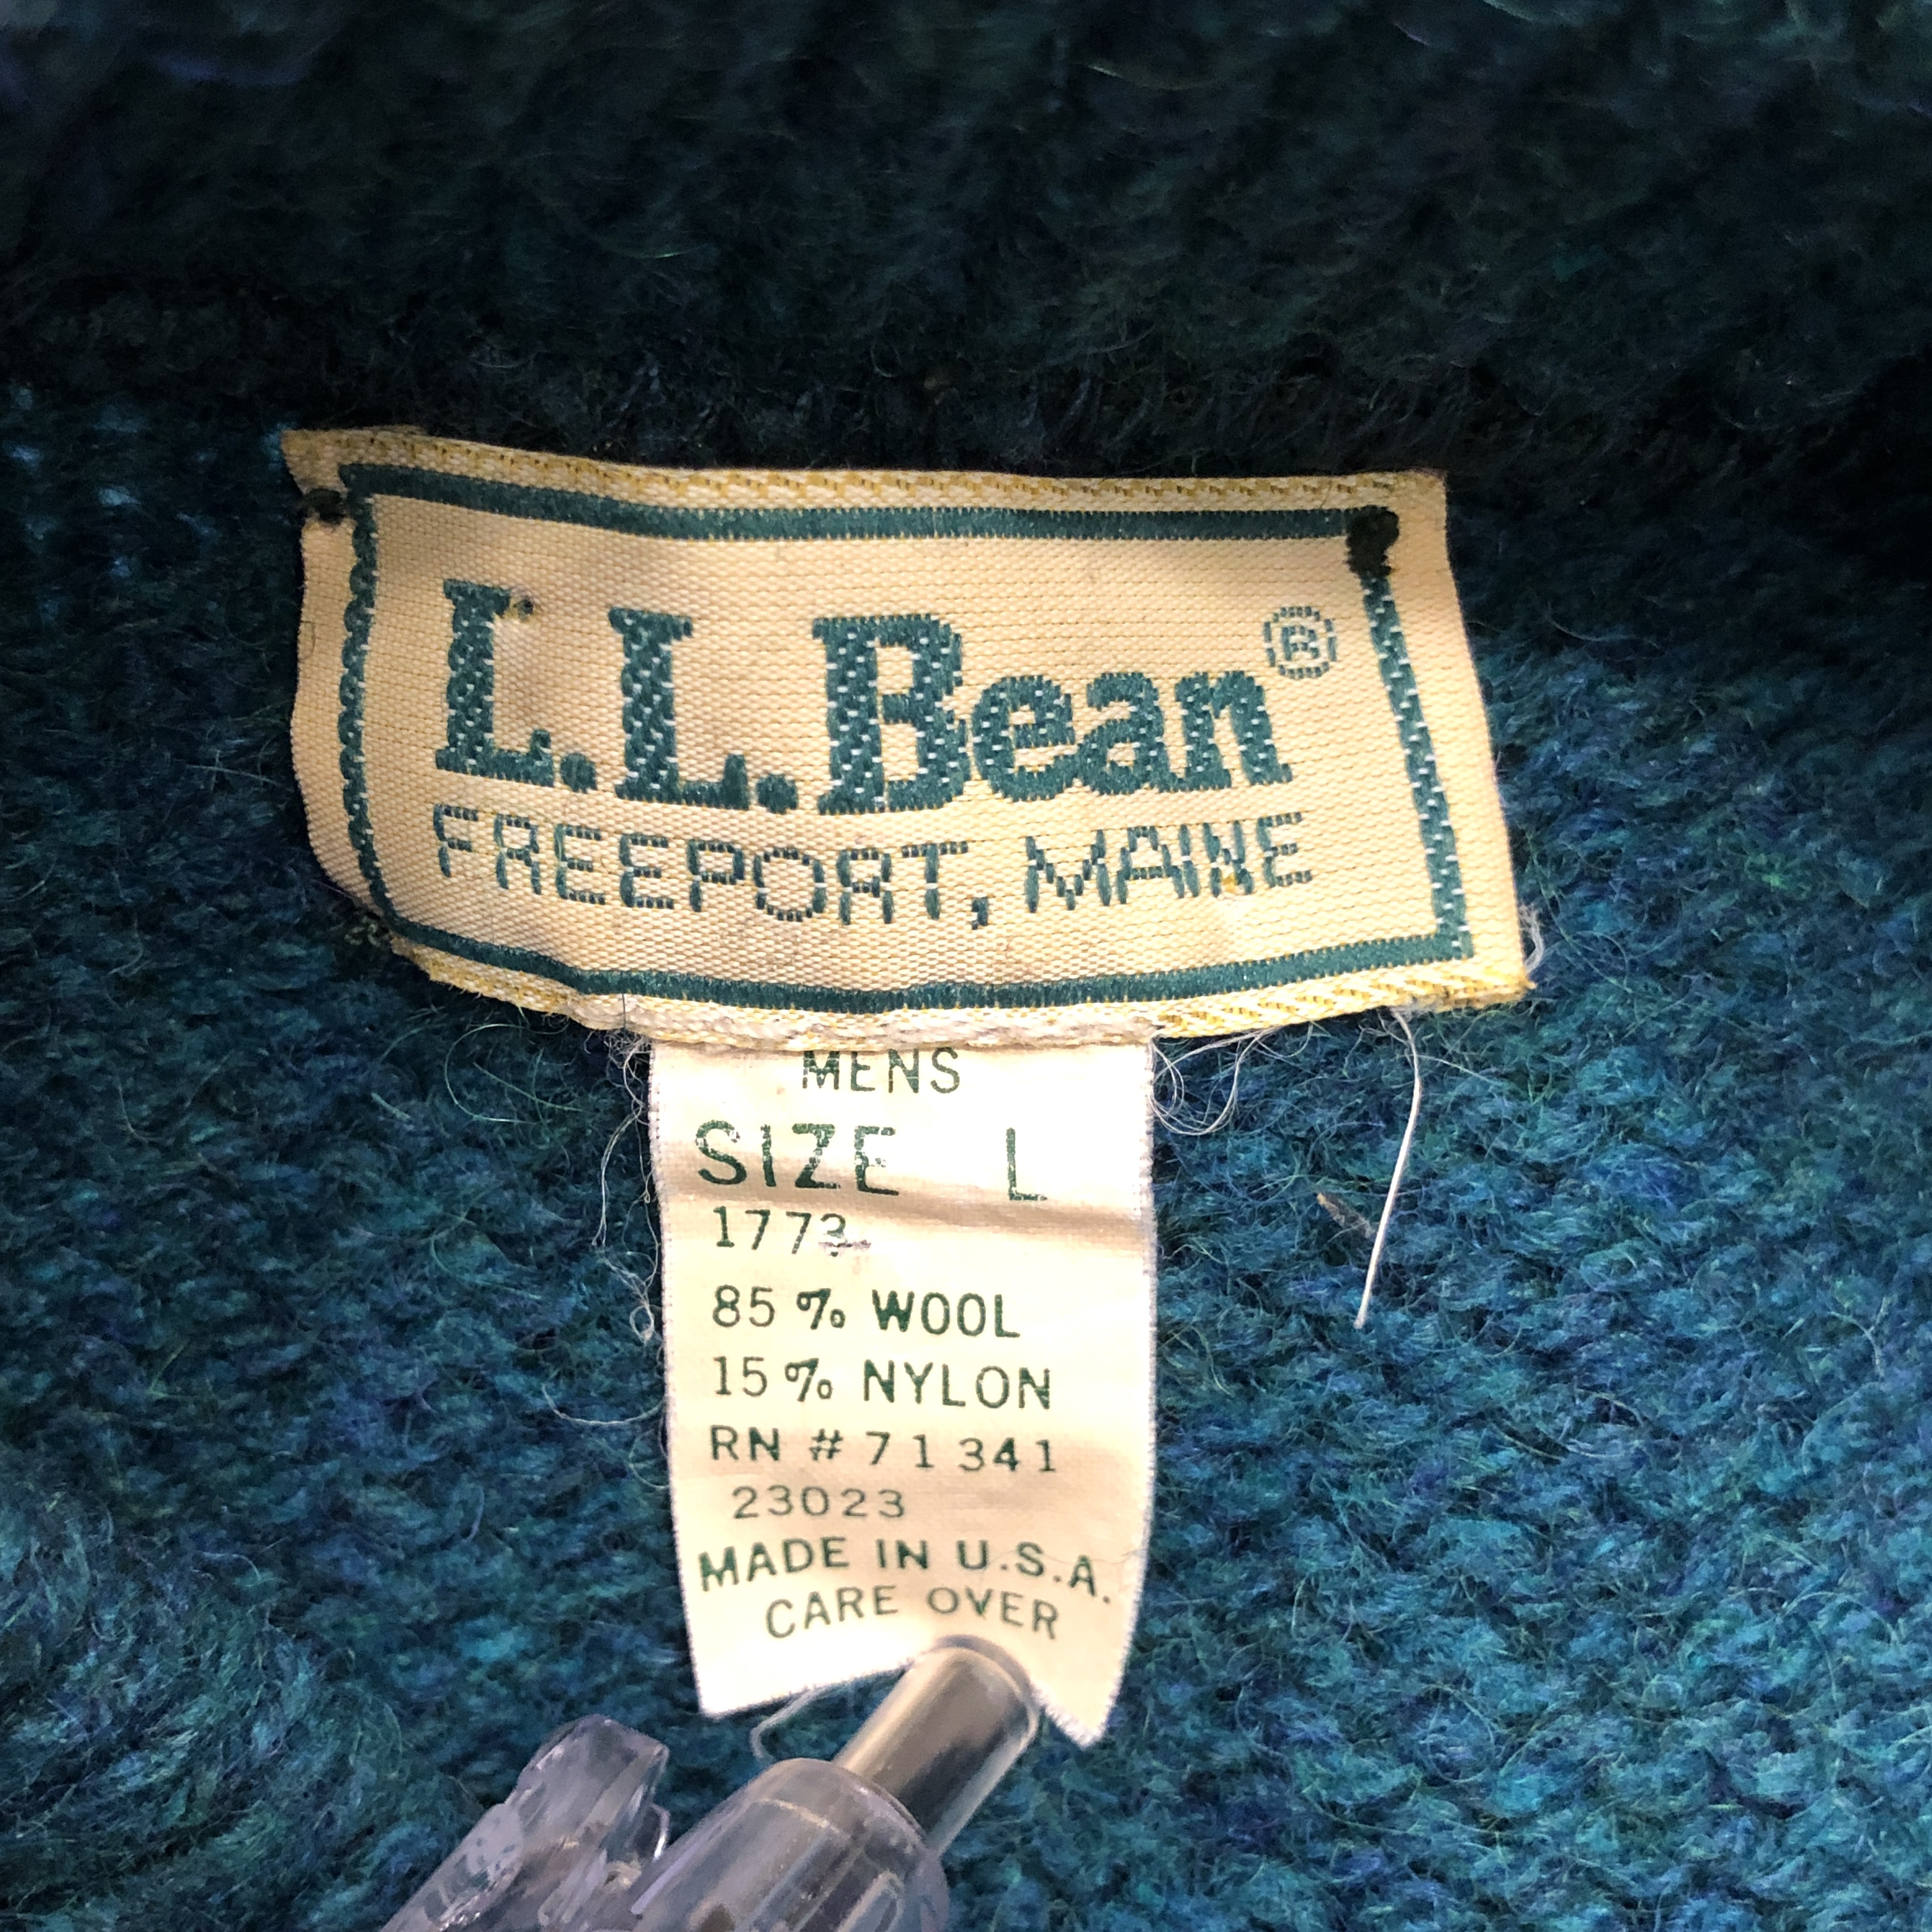 L.L.Bean®
FREEPORT, MAINE
MENS
SIZE L
1773
85% WOOL
15% NYLON
RN # 71341
23023
MADE IN U.S.A.
CARE OVER